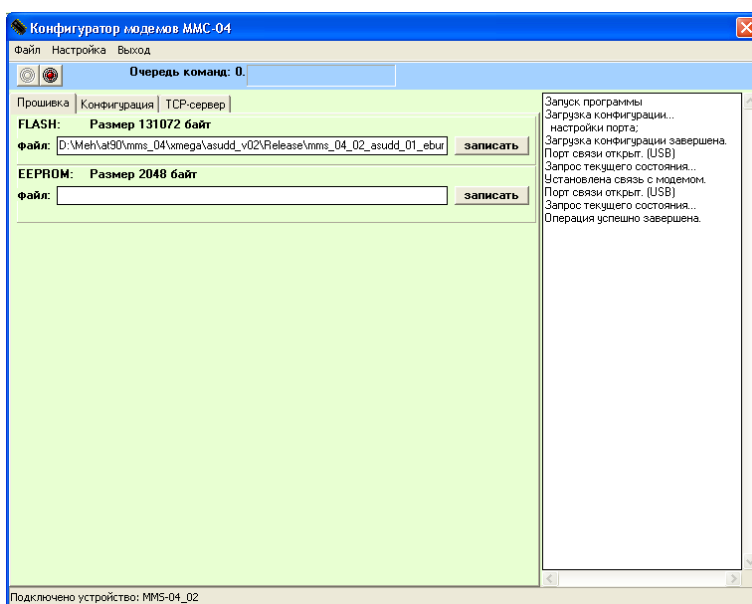 Конфигуратор модемов ММС-04
Файл Настройка Выход
Очередь команд: 0.
Прошивка Конфигурация TCP-сервер
FLASH: Размер 131072 байт
Файл: D:\Meh\at90\mms_04\xmega\asudd_v02\Release\mms_04_02_asudd_01_ebur записать
EEPROM: Размер 2048 байт
Файл: записать
Запуск программы
Загрузка конфигурации...
настройки порта;
Загрузка конфигурации завершена.
Порт связи открыт. (USB)
Запрос текущего состояния...
Установлена связь с модемом.
Порт связи открыт. (USB)
Запрос текущего состояния...
Операция успешно завершена.
Подключено устройство: MMS-04_02